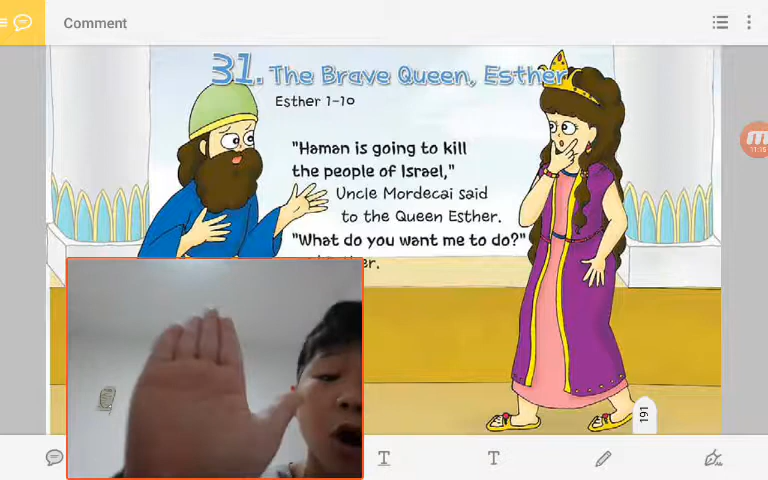 Comment
31. The Brave Queen, Esther
Esther 1-10
"Haman is going to kill
the people of Israel,"
Uncle Mordecai said
to the Queen Esther.
"What do you want me to do?"
191